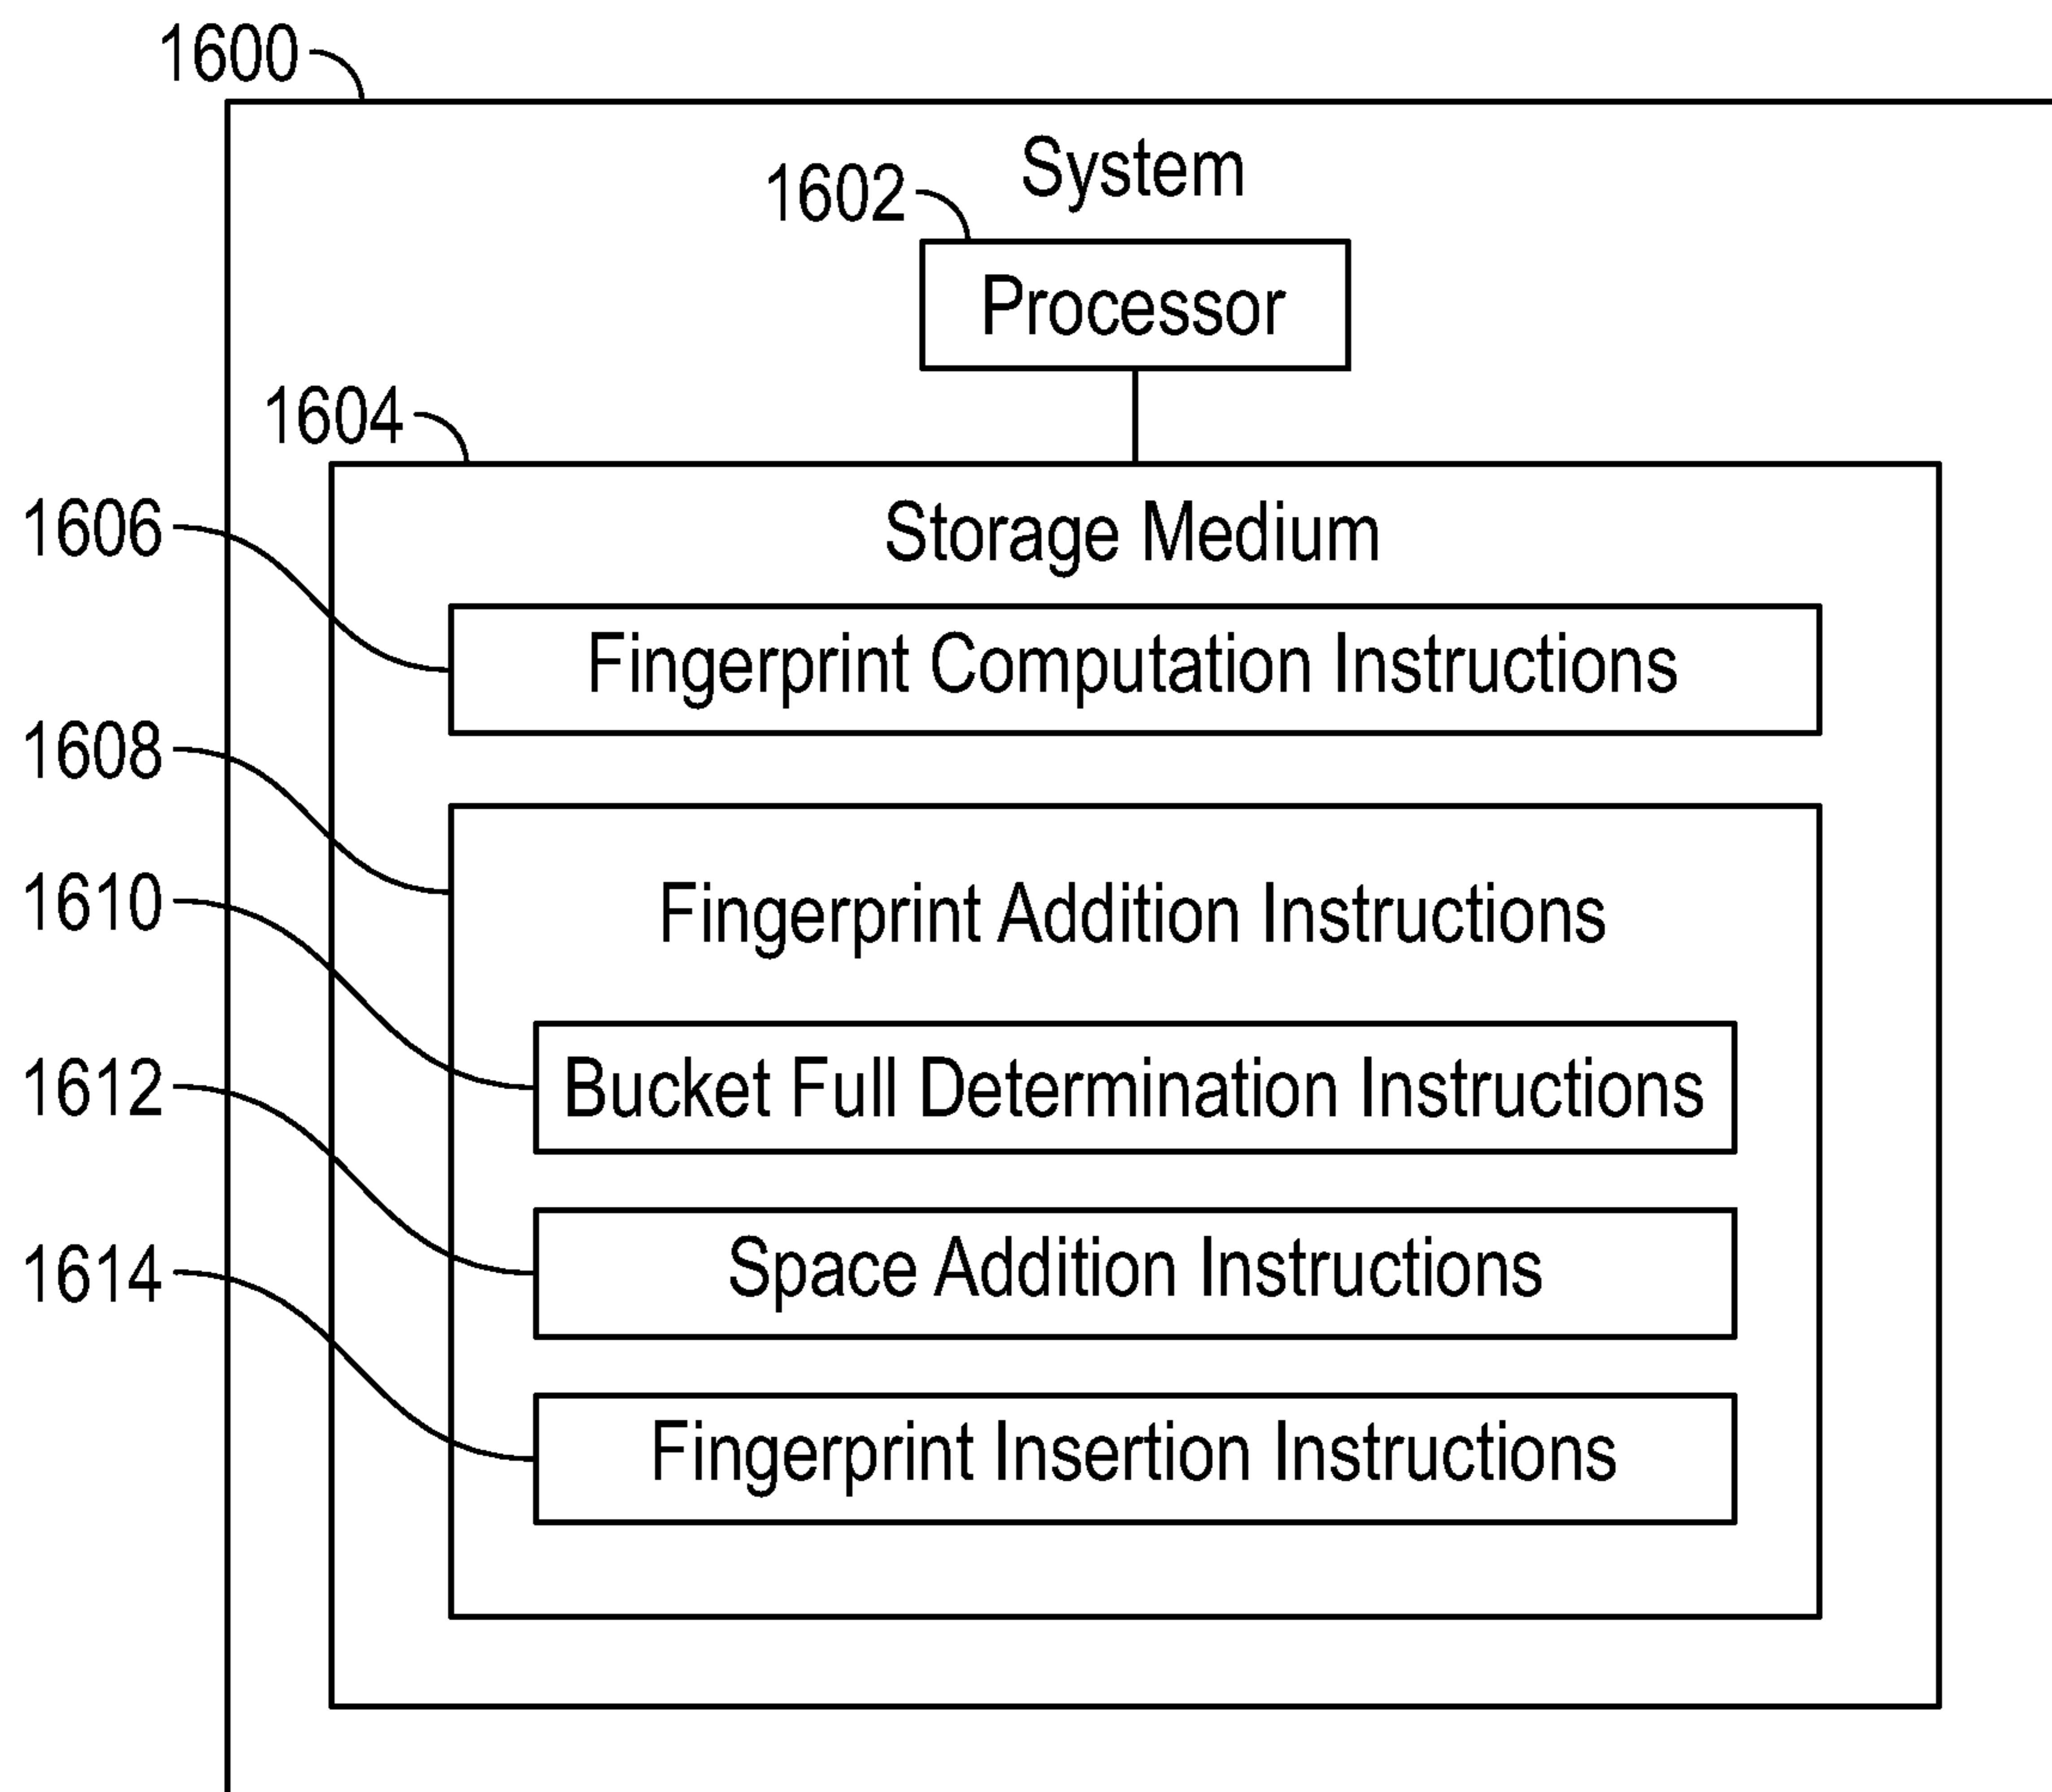 1600
System
1602
Processor
1604
Storage Medium
1606
Fingerprint Computation Instructions
1608
Fingerprint Addition Instructions
1610
Bucket Full Determination Instructions
1612
Space Addition Instructions
1614
Fingerprint Insertion Instructions